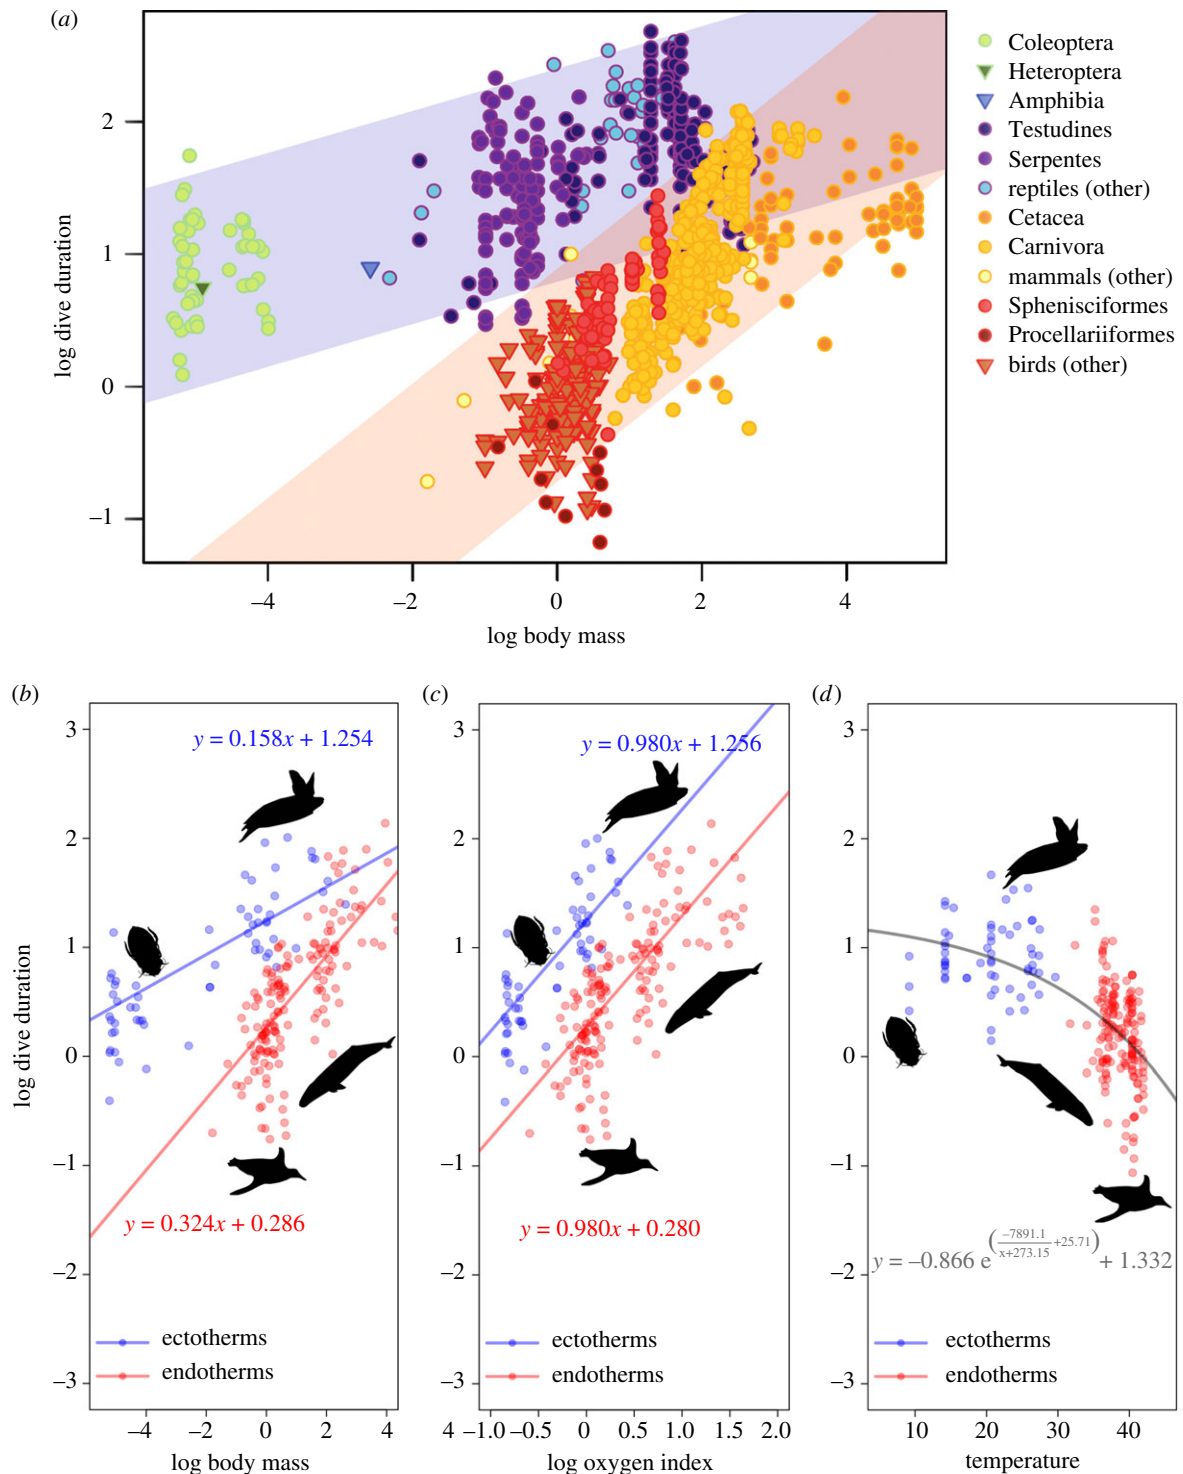 (a)
log dive duration
2
1
0
–1
–4
–2
0
2
4
log body mass
Coleoptera
Heteroptera
Amphibia
Testudines
Serpentes
reptiles (other)
Cetacea
Carnivora
mammals (other)
Sphenisciformes
Procellariiformes
birds (other)
(b)
log dive duration
3
2
1
0
–1
–2
–3
y = 0.158x + 1.254
y = 0.324x + 0.286
ectotherms
endotherms
–4
–2
0
2
4
log body mass
(c)
3
2
1
0
–1
–2
–3
y = 0.980x + 1.256
y = 0.980x + 0.280
ectotherms
endotherms
4 –1.0 –0.5 0 0.5 1.0 2.0
log oxygen index
(d)
3
2
1
0
–1
–2
–3
y = –0.866 e^(–7891.1/(x+273.15) +25.71) + 1.332
ectotherms
endotherms
10
20
30
40
temperature